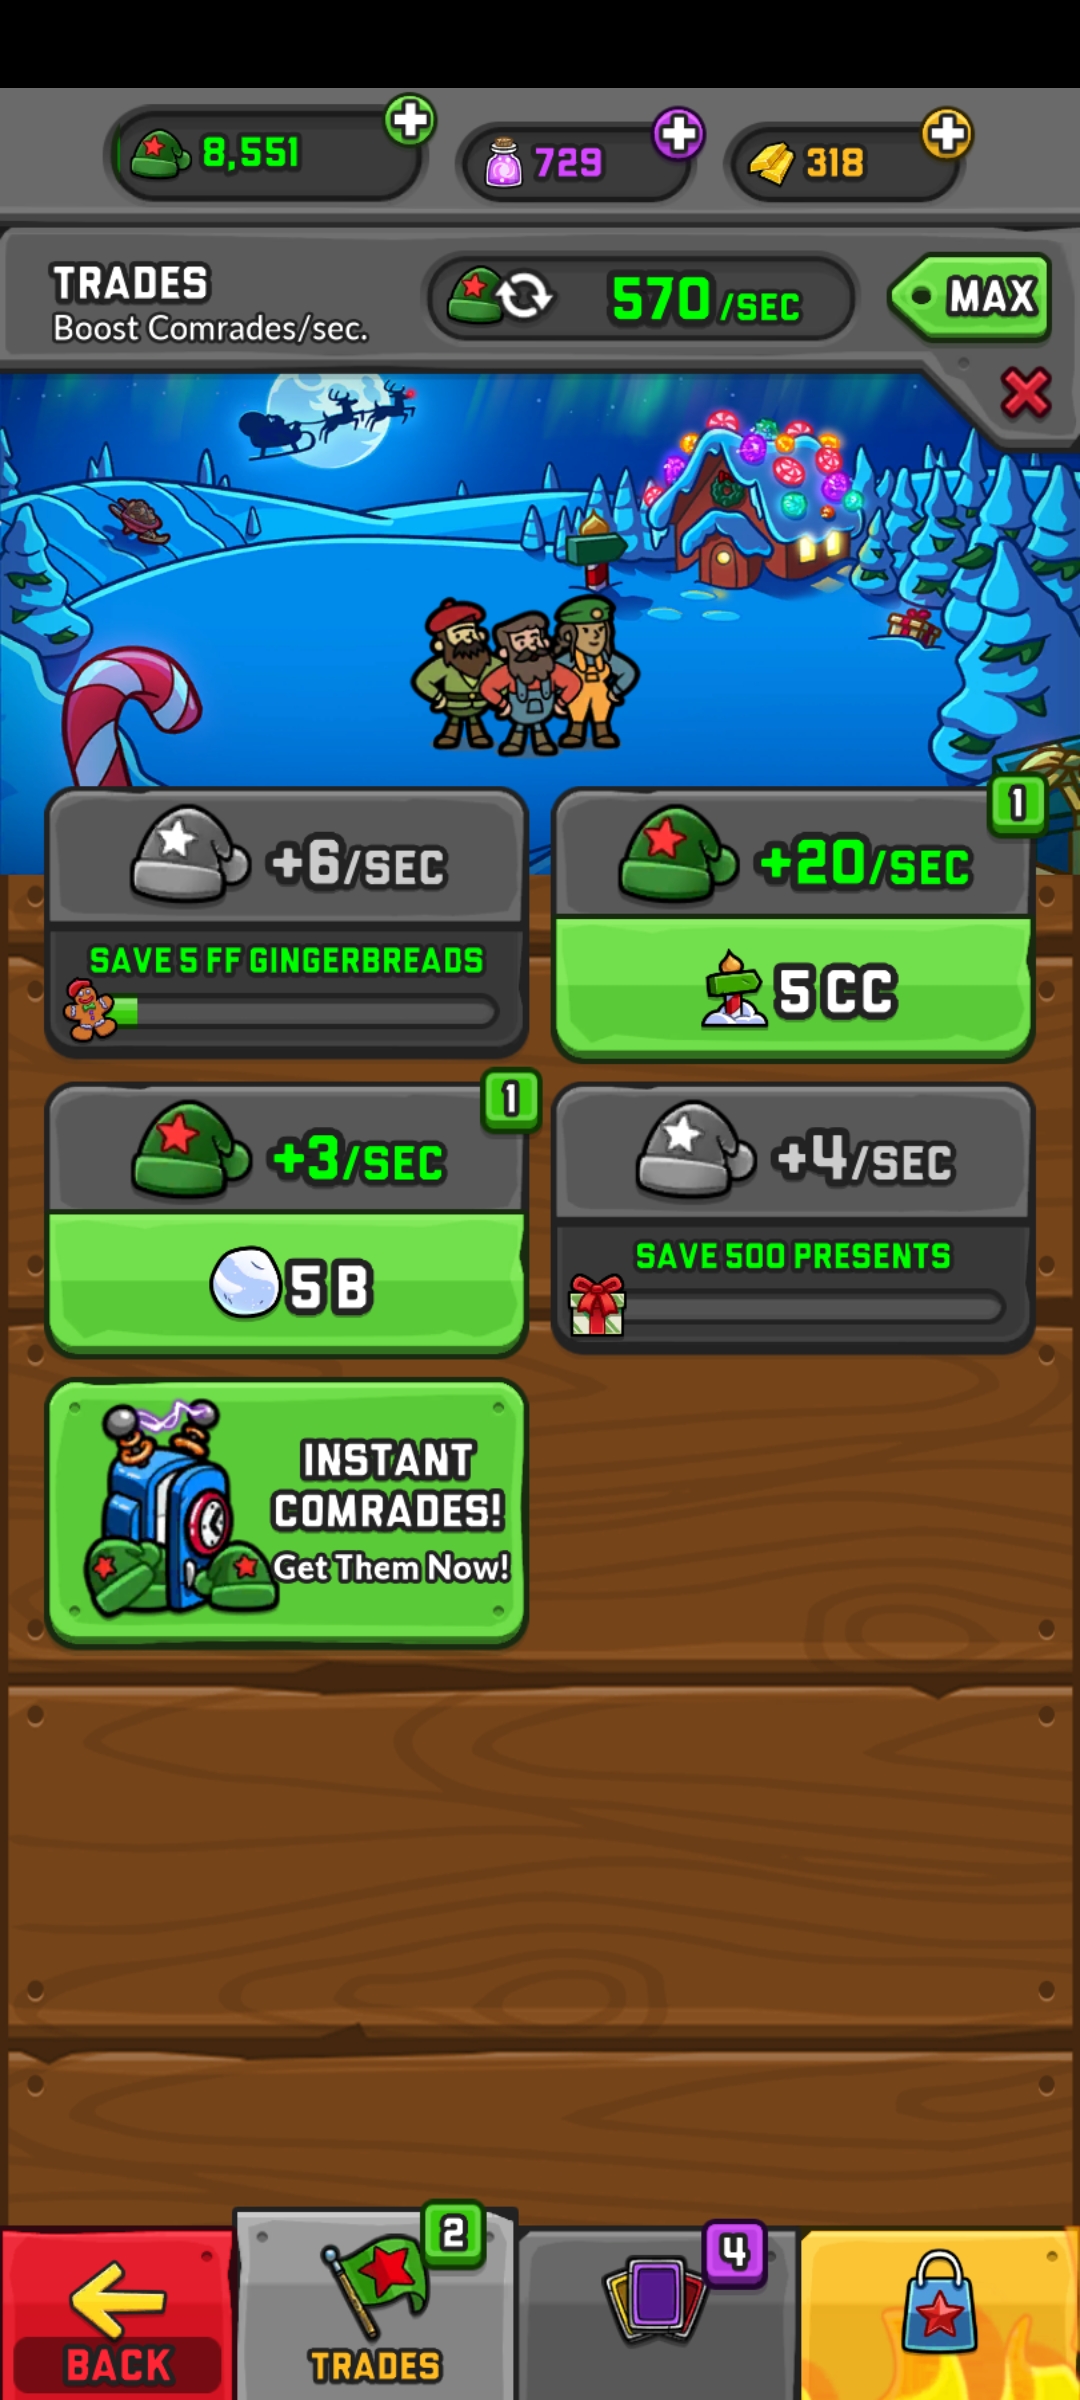 8,551
729
318
TRADES
Boost Comrades/sec.
570/SEC
MAX
+6/SEC
SAVE 5 FF GINGERBREADS
1
+20/SEC
5 CC
1
+3/SEC
5 B
+4/SEC
SAVE 500 PRESENTS
INSTANT
COMRADES!
Get Them Now!
BACK
2
TRADES
4